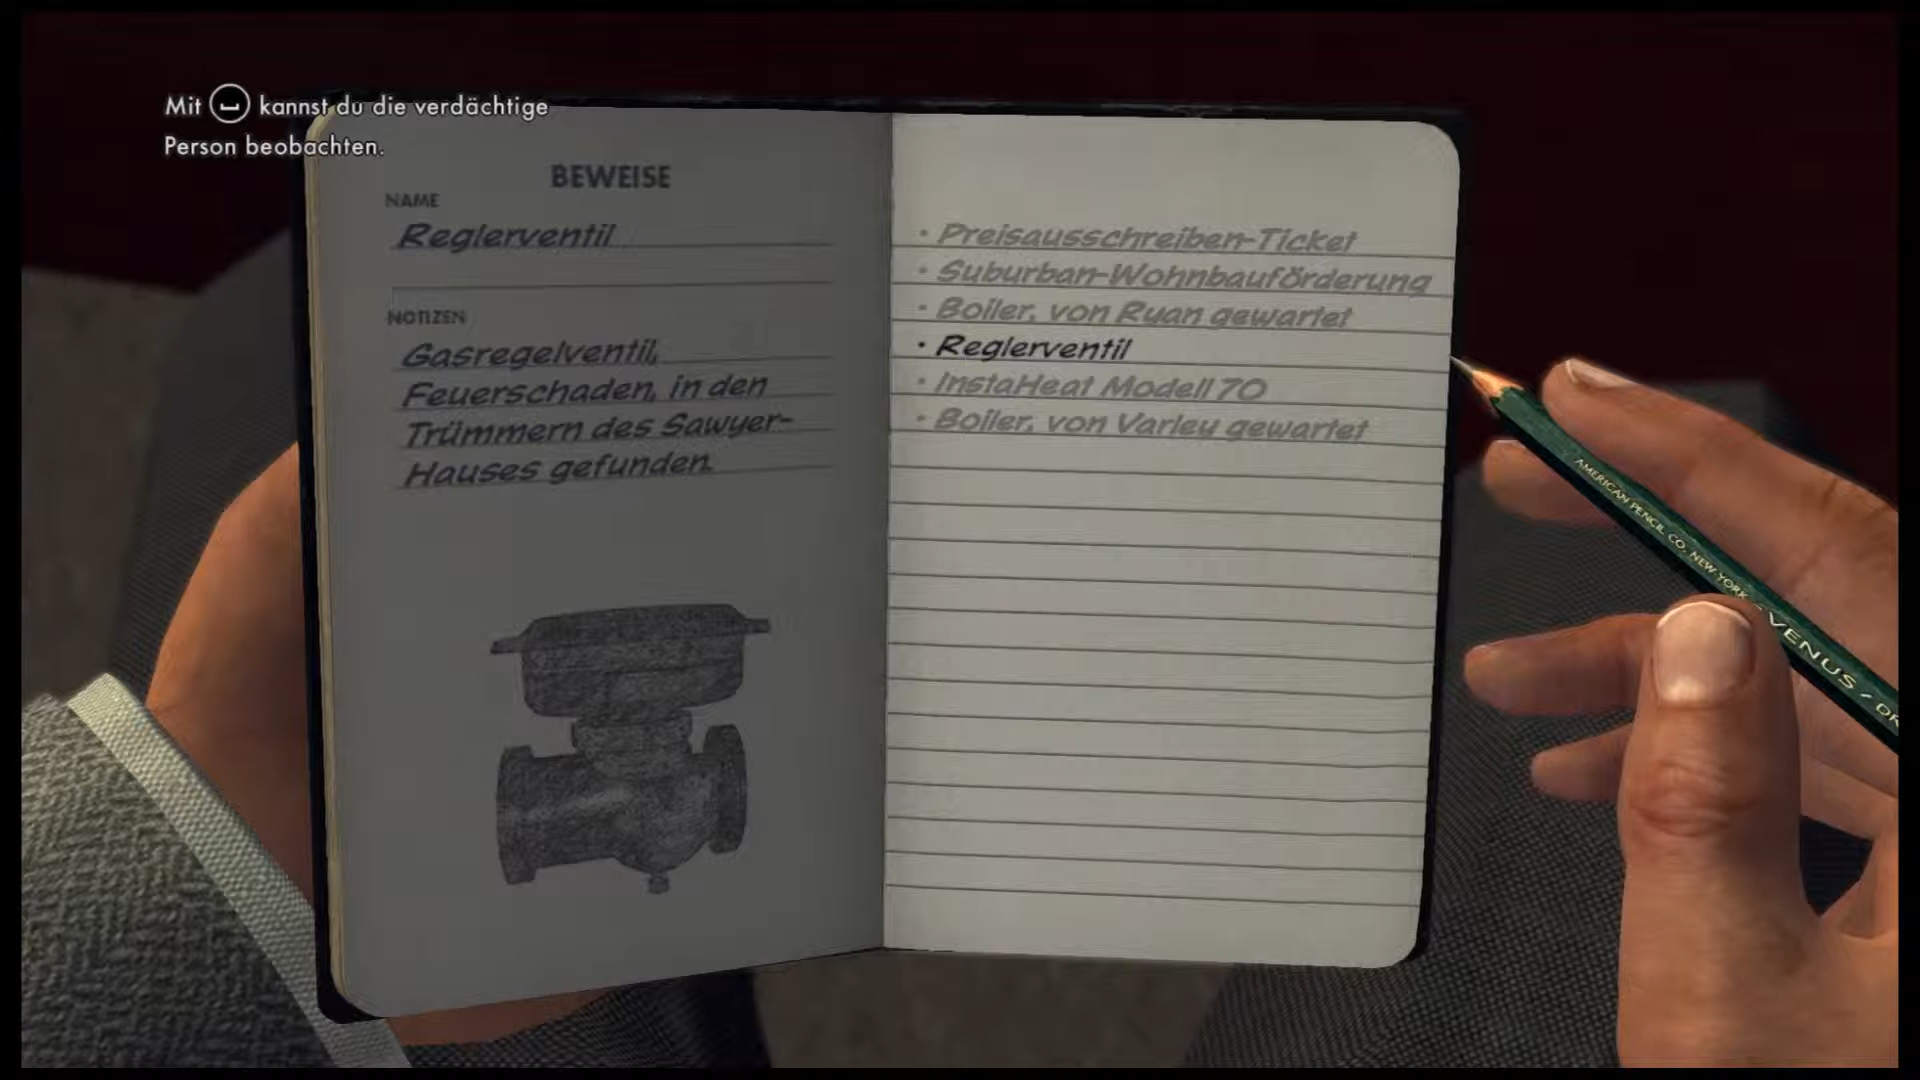 Mit kannst du die verdächtige
Person beobachten.
BEWEISE
NAME
Reglerventil
NOTIZEN
Gasregelventil,
Feuerschaden, in den
Trümmern des Sawyer-
Hauses gefunden.
• Preisausschreiben-Ticket
• Suburban-Wohnbauförderung
• Boiler, von Ryan gewartet
• Reglerventil
• InstaHeat Modell 70
• Boiler, von Varley gewartet
AMERICAN PENCIL CO. NEW YORK VENUS